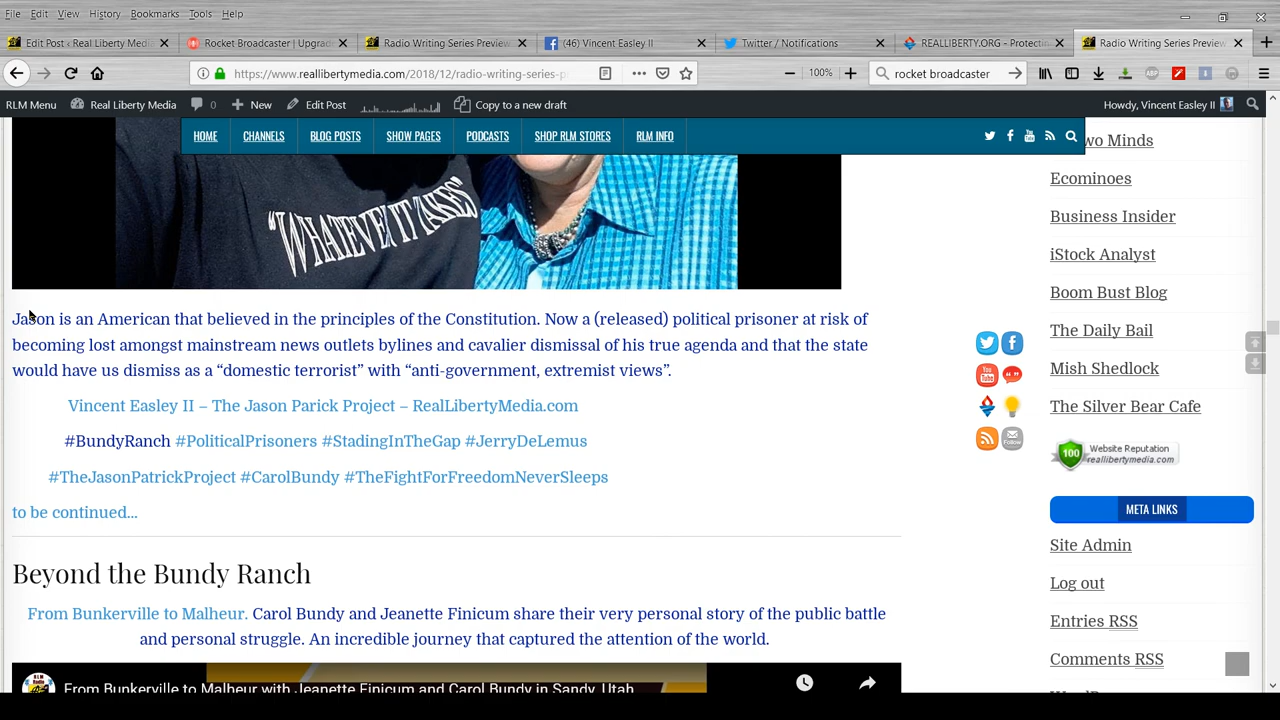 File Edit View History Bookmarks Tools Help
Edit Post ‹ Real Liberty Medi
Rocket Broadcaster | Upgrad
Radio Writing Series Preview
(46) Vincent Easley II
Twitter / Notifications
REALLIBERTY.ORG - Protectin
Radio Writing Series Preview
https://www.reallibertymedia.com/2018/12/radio-writing-series-p
100%
rocket broadcaster
RLM Menu
Real Liberty Media
0
New
Edit Post
Copy to a new draft
Howdy, Vincent Easley II
HOME
CHANNELS
BLOG POSTS
SHOW PAGES
PODCASTS
SHOP RLM STORES
RLM INFO
"WHATEVER IT TAKES"
Jason is an American that believed in the principles of the Constitution. Now a (released) political prisoner at risk of
becoming lost amongst mainstream news outlets bylines and cavalier dismissal of his true agenda and that the state
would have us dismiss as a “domestic terrorist” with “anti-government, extremist views”.
Vincent Easley II – The Jason Parick Project – RealLibertyMedia.com
#BundyRanch #PoliticalPrisoners #StadingInTheGap #JerryDeLemus
#TheJasonPatrickProject #CarolBundy #TheFightForFreedomNeverSleeps
to be continued...
Beyond the Bundy Ranch
From Bunkerville to Malheur. Carol Bundy and Jeanette Finicum share their very personal story of the public battle
and personal struggle. An incredible journey that captured the attention of the world.
From Bunkerville to Malheur with Jeanette Finicum and Carol Bundy in Sandy, Utah
wo Minds
Ecominoes
Business Insider
iStock Analyst
Boom Bust Blog
The Daily Bail
Mish Shedlock
The Silver Bear Cafe
100
Website Reputation
reallibertymedia.com
META LINKS
Site Admin
Log out
Entries RSS
Comments RSS